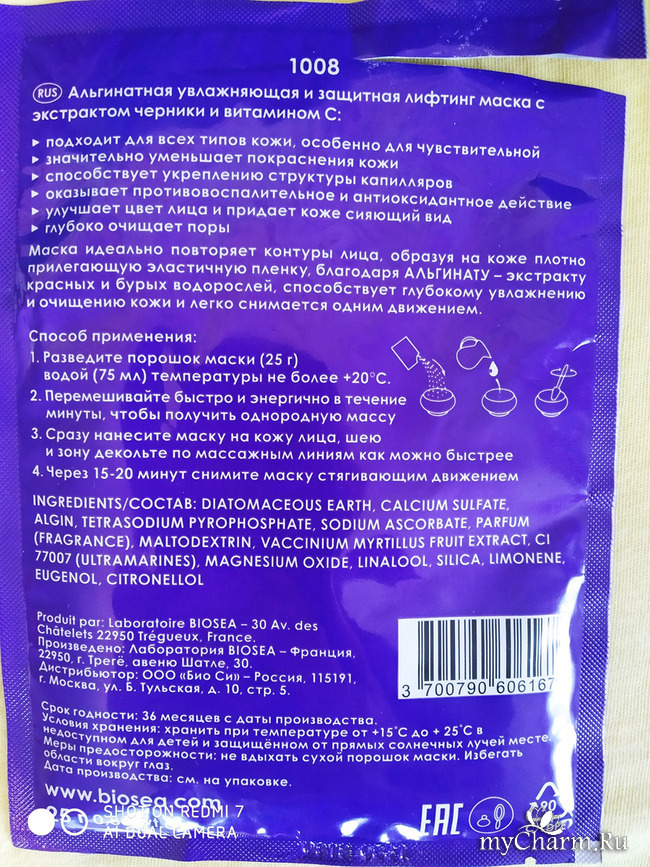 1008
RUS Альгинатная увлажняющая и защитная лифтинг маска с
экстрактом черники и витамином С:
▸ подходит для всех типов кожи, особенно для чувствительной
▸ значительно уменьшает покраснения кожи
▸ способствует укреплению структуры капилляров
▸ оказывает противовоспалительное и антиоксидантное действие
▸ улучшает цвет лица и придает коже сияющий вид
▸ глубоко очищает поры
Маска идеально повторяет контуры лица, образуя на коже плотно
прилегающую эластичную пленку, благодаря АЛЬГИНАТУ – экстракту
красных и бурых водорослей, способствует глубокому увлажнению
и очищению кожи и легко снимается одним движением.
Способ применения:
1. Разведите порошок маски (25 г)
водой (75 мл) температуры не более +20°С.
2. Перемешивайте быстро и энергично в течение
минуты, чтобы получить однородную массу
3. Сразу нанесите маску на кожу лица, шею
и зону декольте по массажным линиям как можно быстрее
4. Через 15-20 минут снимите маску стягивающим движением
INGREDIENTS/СОСТАВ: DIATOMACEOUS EARTH, CALCIUM SULFATE,
ALGIN, TETRASODIUM PYROPHOSPHATE, SODIUM ASCORBATE, PARFUM
(FRAGRANCE), MALTODEXTRIN, VACCINIUM MYRTILLUS FRUIT EXTRACT, CI
77007 (ULTRAMARINES), MAGNESIUM OXIDE, LINALOOL, SILICA, LIMONENE,
EUGENOL, CITRONELLOL
Produit par: Laboratoire BIOSEA – 30 Av. des
Châtelets 22950 Trégueux, France.
Произведено: Лаборатория BIOSEA – Франция,
22950, г. Трегё, авеню Шатле, 30.
Дистрибьютор: ООО «Био Си» – Россия, 115191,
г. Москва, ул. Б. Тульская, д. 10, стр. 5.
3 700790 606167
Срок годности: 36 месяцев с даты производства.
Условия хранения: хранить при температуре от +15°С до + 25°С в
недоступном для детей и защищённом от прямых солнечных лучей месте.
Меры предосторожности: не вдыхать сухой порошок маски. Избегать
области вокруг глаз.
Дата производства: см. на упаковке.
www.biosea.com
SHOT ON REDMI 7
AI DUAL CAMERA
EAC
90
myCharm.Ru